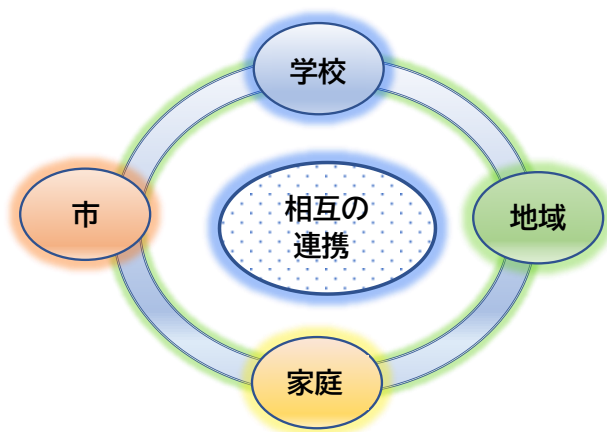 学校
市
相互の
連携
地域
家庭